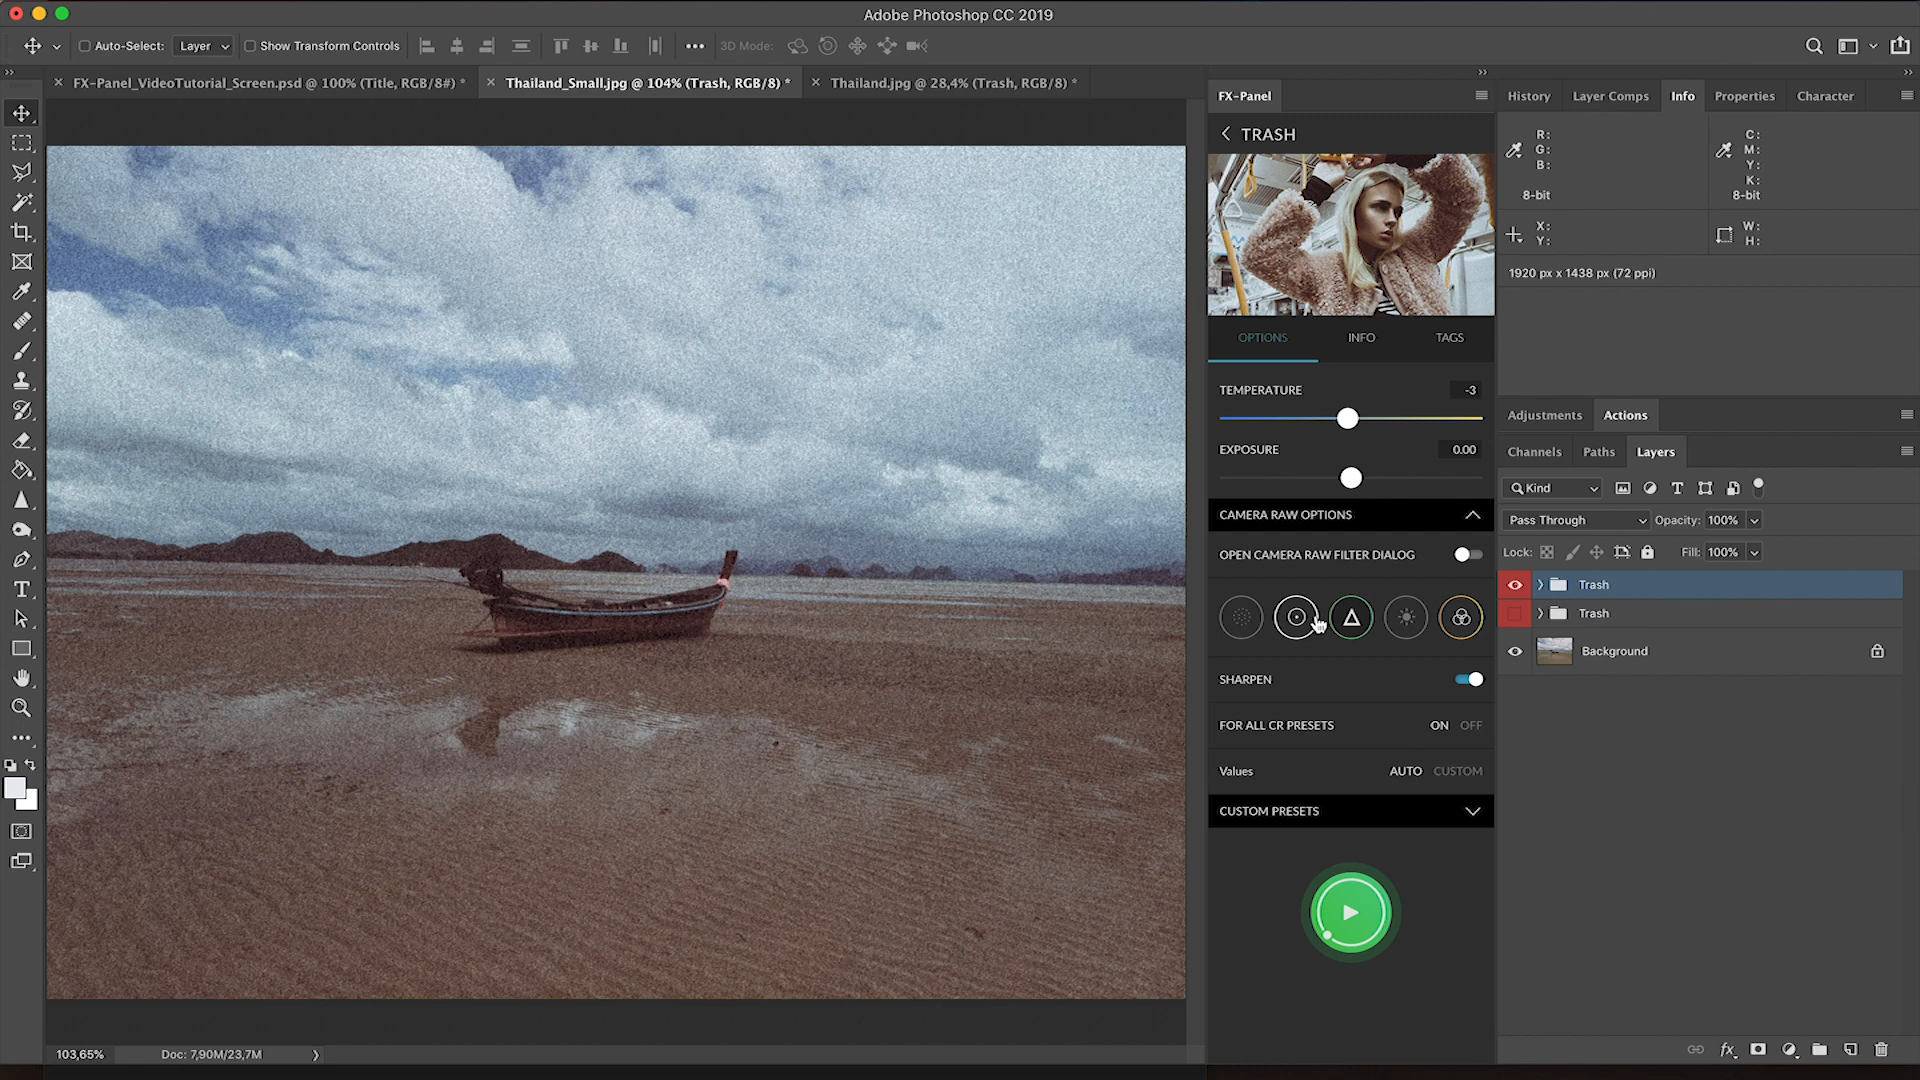 Adobe Photoshop CC 2019
Auto-Select: Layer Show Transform Controls 3D Mode:
FX-Panel_VideoTutorial_Screen.psd @ 100% (Title, RGB/8#) *
Thailand_Small.jpg @ 104% (Trash, RGB/8) *
Thailand.jpg @ 28,4% (Trash, RGB/8) *
FX-Panel
TRASH
OPTIONS INFO TAGS
TEMPERATURE -3
EXPOSURE 0.00
CAMERA RAW OPTIONS
OPEN CAMERA RAW FILTER DIALOG
SHARPEN
FOR ALL CR PRESETS ON OFF
Values AUTO CUSTOM
CUSTOM PRESETS
History Layer Comps Info Properties Character
R: C:
G: M:
B: Y:
K:
8-bit 8-bit
X: W:
Y: H:
1920 px x 1438 px (72 ppi)
Adjustments Actions
Channels Paths Layers
Kind
Pass Through Opacity: 100%
Lock: Fill: 100%
Trash
Trash
Background
fx
103,65% Doc: 7,90M/23,7M